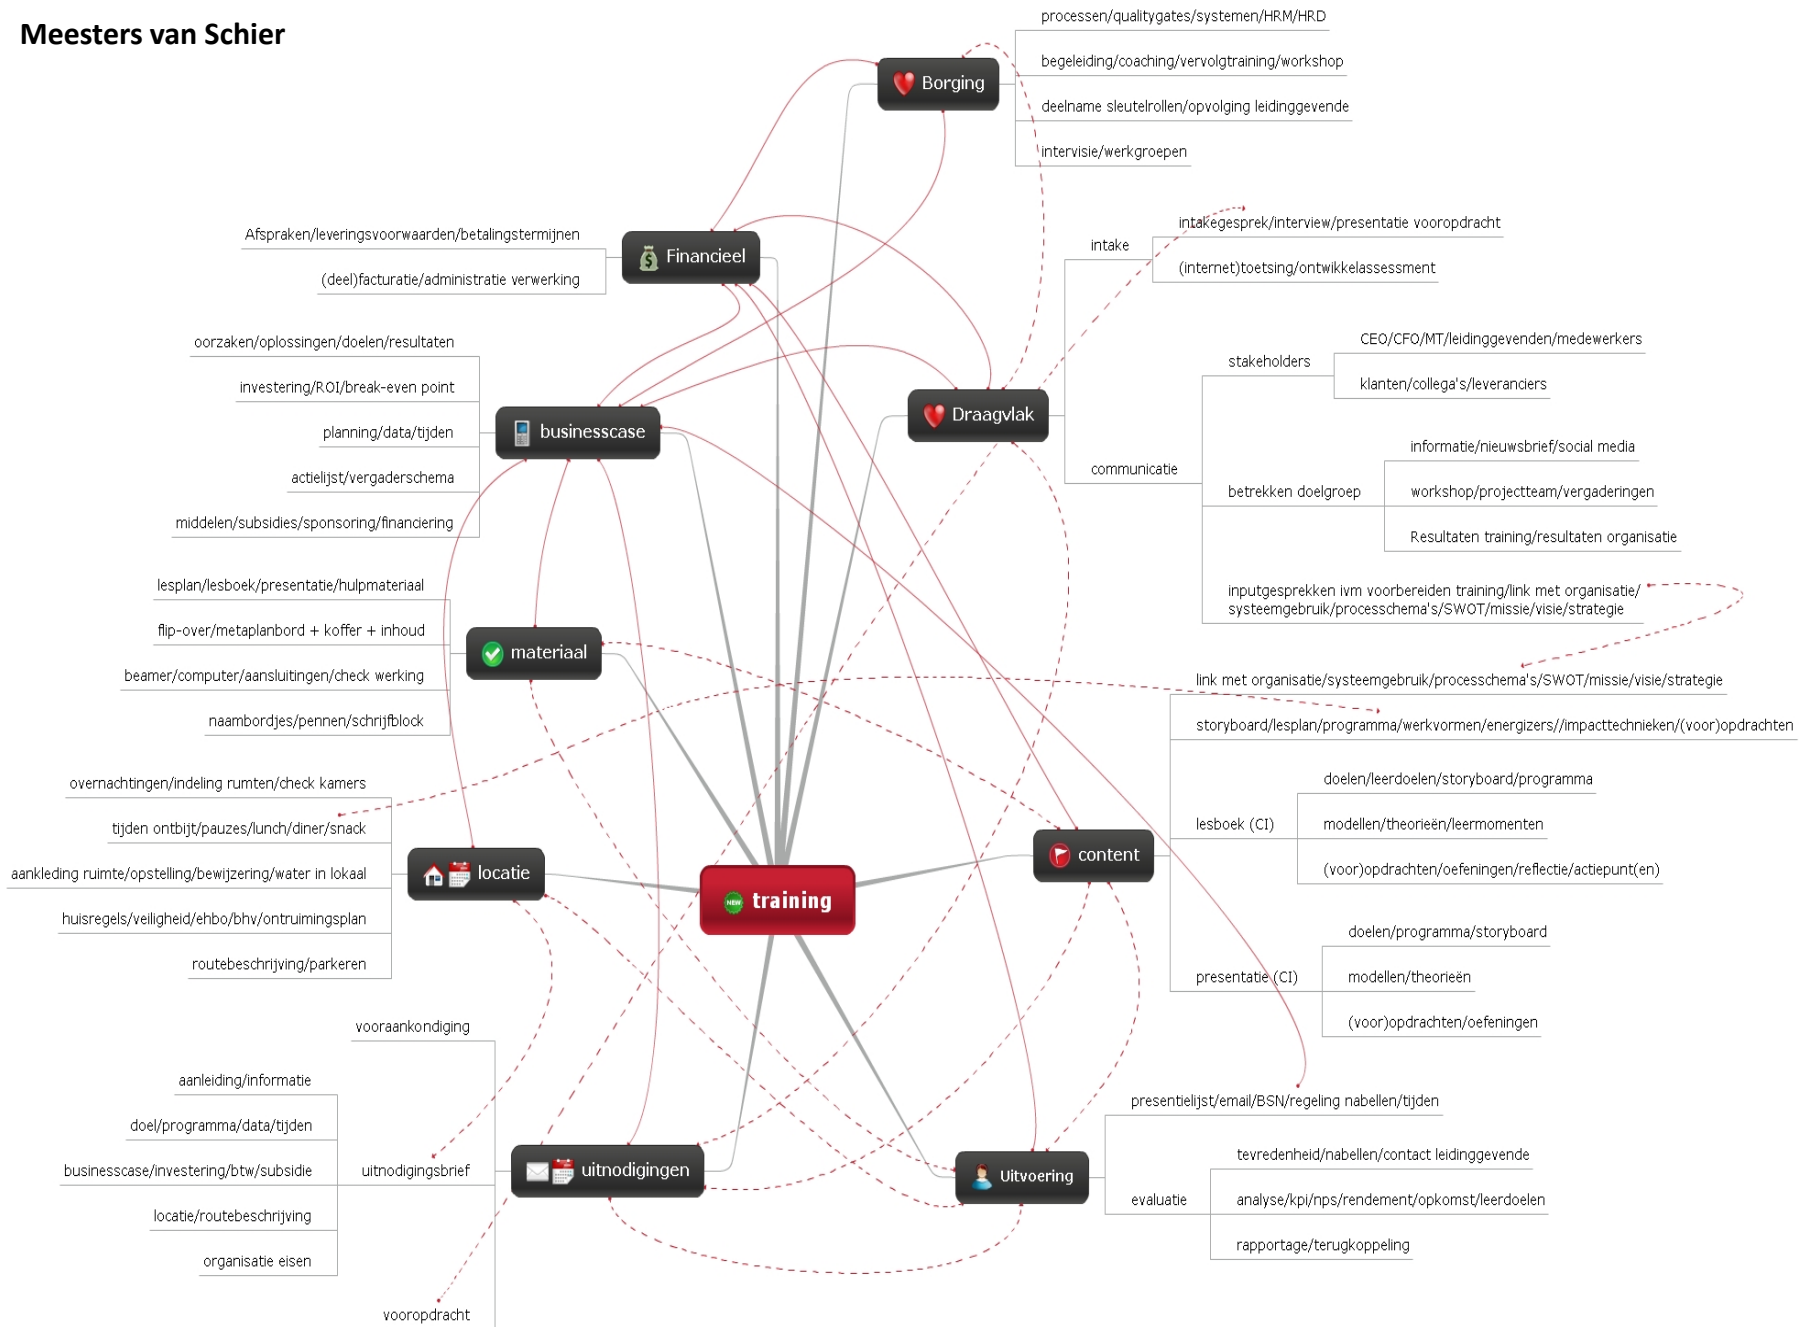 Meesters van Schier
Borging
processen/qualitygates/systemen/HRM/HRD
begeleiding/coaching/vervolgtraining/workshop
deelname sleutelrollen/opvolging leidinggevende
intervisie/werkgroepen
Financieel
Afspraken/leveringsvoorwaarden/betalingstermijnen
(deel)facturatie/administratie verwerking
Draagvlak
intake
intakegesprek/interview/presentatie vooropdracht
(internet)toetsing/ontwikkelassessment
communicatie
stakeholders
CEO/CFO/MT/leidinggevenden/medewerkers
klanten/collega's/leveranciers
betrekken doelgroep
informatie/nieuwsbrief/social media
workshop/projectteam/vergaderingen
Resultaten training/resultaten organisatie
inputgesprekken ivm voorbereiden training/link met organisatie/
systeemgebruik/processchema's/SWOT/missie/visie/strategie
businesscase
oorzaken/oplossingen/doelen/resultaten
investering/ROI/break-even point
planning/data/tijden
actielijst/vergaderschema
middelen/subsidies/sponsoring/financiering
materiaal
lesplan/lesboek/presentatie/hulpmateriaal
flip-over/metaplanbord + koffer + inhoud
beamer/computer/aansluitingen/check werking
naambordjes/pennen/schrijfblock
locatie
overnachtingen/indeling rumten/check kamers
tijden ontbijt/pauzes/lunch/diner/snack
aankleding ruimte/opstelling/bewijzering/water in lokaal
huisregels/veiligheid/ehbo/bhv/ontruimingsplan
routebeschrijving/parkeren
NEW
training
content
link met organisatie/systeemgebruik/processchema's/SWOT/missie/visie/strategie
storyboard/lesplan/programma/werkvormen/energizers//impacttechnieken/(voor)opdrachten
lesboek (CI)
doelen/leerdoelen/storyboard/programma
modellen/theorieën/leermomenten
(voor)opdrachten/oefeningen/reflectie/actiepunt(en)
presentatie (CI)
doelen/programma/storyboard
modellen/theorieën
(voor)opdrachten/oefeningen
uitnodigingen
vooraankondiging
uitnodigingsbrief
aanleiding/informatie
doel/programma/data/tijden
businesscase/investering/btw/subsidie
locatie/routebeschrijving
organisatie eisen
vooropdracht
Uitvoering
presentielijst/email/BSN/regeling nabellen/tijden
evaluatie
tevredenheid/nabellen/contact leidinggevende
analyse/kpi/nps/rendement/opkomst/leerdoelen
rapportage/terugkoppeling